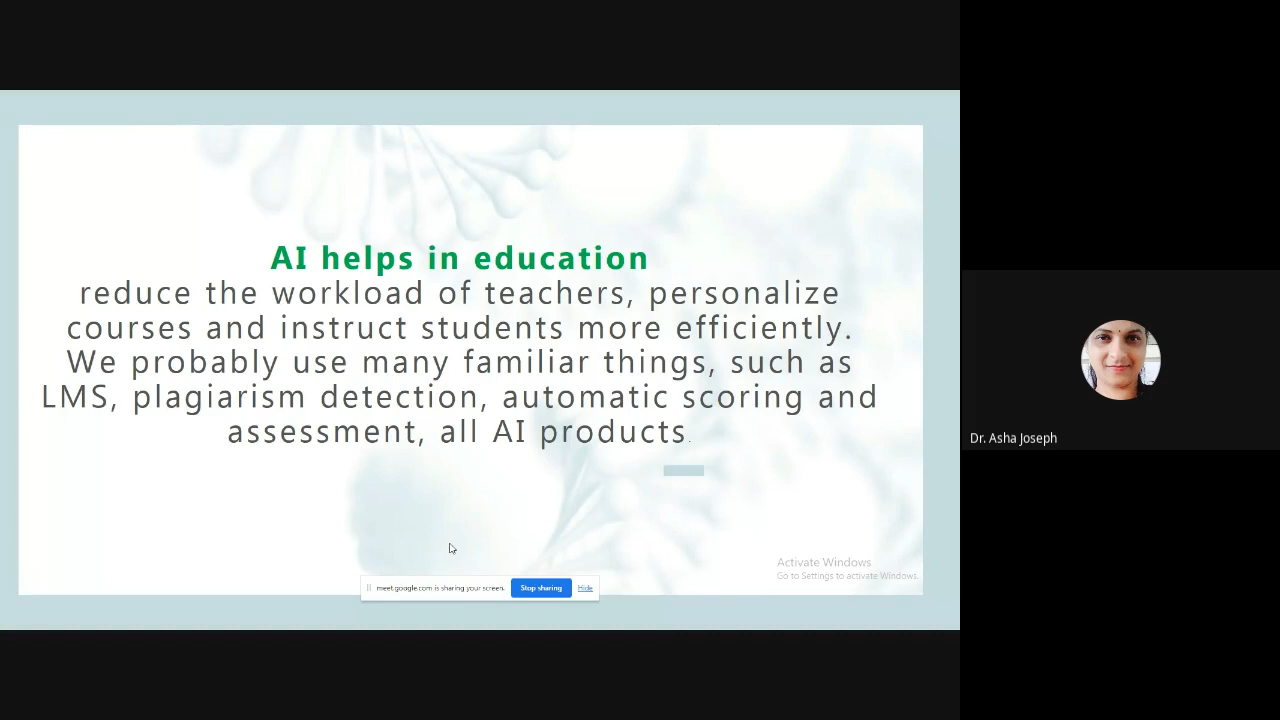 AI helps in education
reduce the workload of teachers, personalize
courses and instruct students more efficiently.
We probably use many familiar things, such as
LMS, plagiarism detection, automatic scoring and
assessment, all AI products.
Activate Windows
Go to Settings to activate Windows.
meet.google.com is sharing your screen. Stop sharing Hide
Dr. Asha Joseph